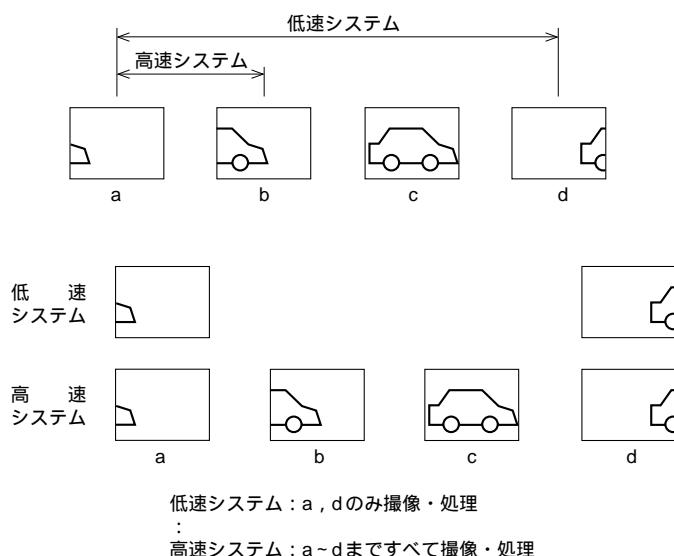 低速システム
高速システム
a b c d
低 速
システム
高 速
システム
a b c d
低速システム：a , dのみ撮像・処理
:
高速システム：a~dまですべて撮像・処理